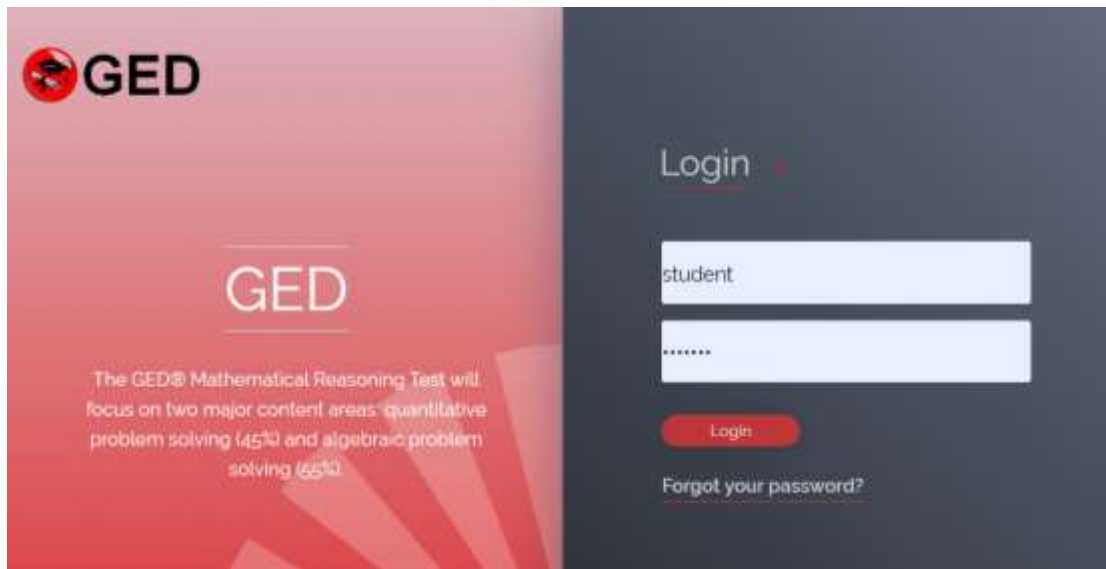 GED
GED
The GED® Mathematical Reasoning Test will
focus on two major content areas: quantitative
problem solving (45%) and algebraic problem
solving (55%).
Login
student
•••••••
Login
Forgot your password?